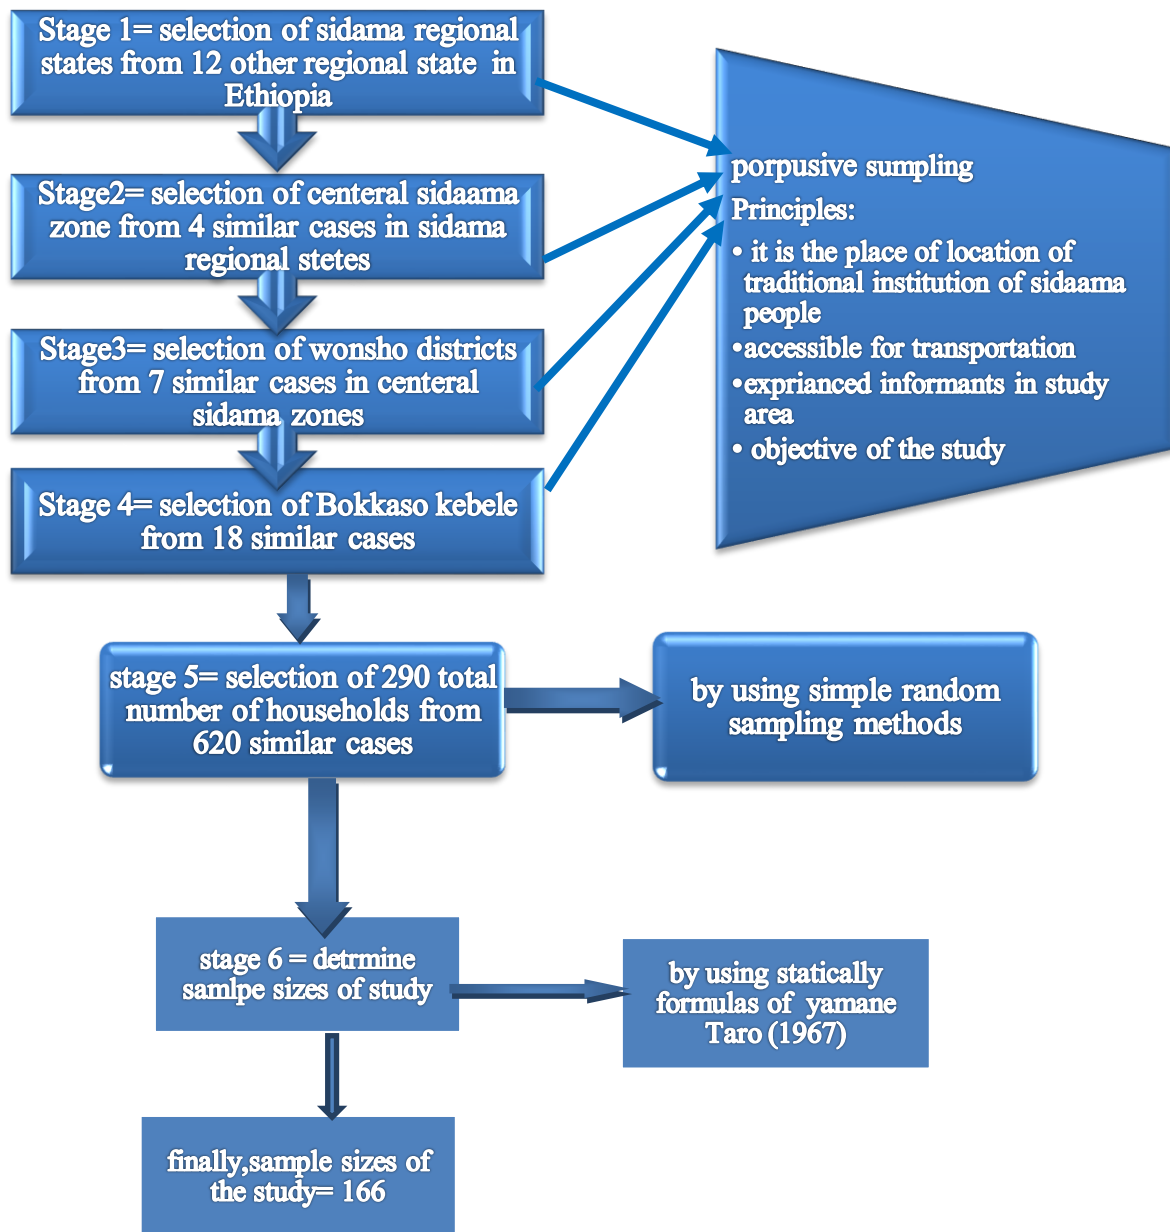 Stage 1= selection of sidama regional
states from 12 other regional state in
Ethiopia
Stage2= selection of centeral sidaama
zone from 4 similar cases in sidama
regional stetes
Stage3= selection of wonsho districts
from 7 similar cases in centeral
sidama zones
Stage 4= selection of Bokkaso kebele
from 18 similar cases
porpusive sumpling
Principles:
• it is the place of location of
traditional institution of sidaama
people
•accessible for transportation
•exprianced informants in study
area
• objective of the study
stage 5= selection of 290 total
number of households from
620 similar cases
by using simple random
sampling methods
stage 6 = detrmine
samlpe sizes of study
by using statically
formulas of yamane
Taro (1967)
finally,sample sizes of
the study= 166